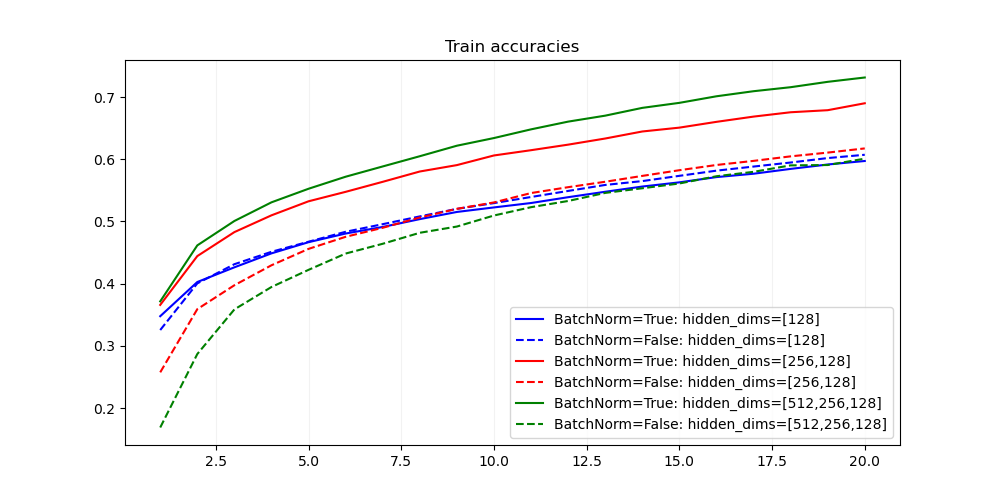 Train accuracies
0.7
0.6
0.5
0.4
0.3
0.2
BatchNorm=True: hidden_dims=[128]
BatchNorm=False: hidden_dims=[128]
BatchNorm=True: hidden_dims=[256,128]
BatchNorm=False: hidden_dims=[256,128]
BatchNorm=True: hidden_dims=[512,256,128]
BatchNorm=False: hidden_dims=[512,256,128]
2.5 5.0 7.5 10.0 12.5 15.0 17.5 20.0